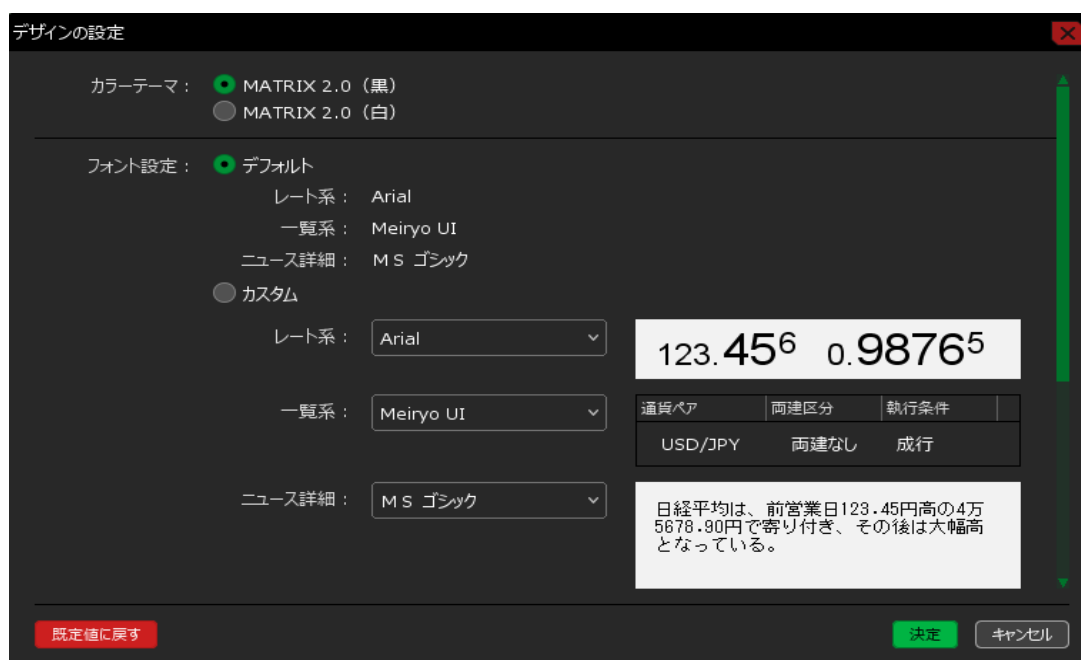 デザインの設定
カラーテーマ： MATRIX 2.0（黒）
MATRIX 2.0（白）
フォント設定： デフォルト
レート系： Arial
一覧系： Meiryo UI
ニュース詳細： ＭＳ ゴシック
カスタム
レート系： Arial 123.456 0.98765
一覧系： Meiryo UI
通貨ペア 両建区分 執行条件
USD/JPY 両建なし 成行
ニュース詳細： ＭＳ ゴシック
日経平均は、前営業日123.45円高の4万
5678.90円で寄り付き、その後は大幅高
となっている。
既定値に戻す 決定 キャンセル